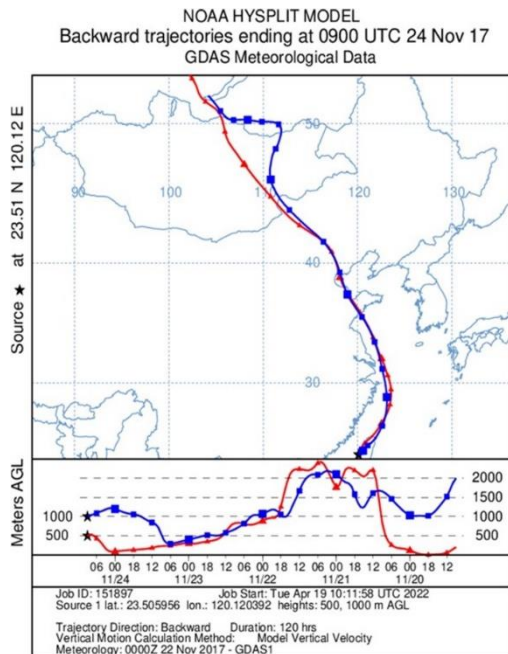 NOAA HYSPLIT MODEL
Backward trajectories ending at 0900 UTC 24 Nov 17
GDAS Meteorological Data
Source ★ at 23.51 N 120.12 E
50
90
100
110
120
130
40
30
Meters AGL
2000
1500
1000
1000
500
500
06 00 18 12 06 00 18 12 06 00 18 12 06 00 18 12 06 00 18 12
11/24 11/23 11/22 11/21 11/20
Job ID: 151897 Job Start: Tue Apr 19 10:11:58 UTC 2022
Source 1 lat.: 23.505956 lon.: 120.120392 heights: 500, 1000 m AGL
Trajectory Direction: Backward Duration: 120 hrs
Vertical Motion Calculation Method: Model Vertical Velocity
Meteorology: 0000Z 22 Nov 2017 - GDAS1